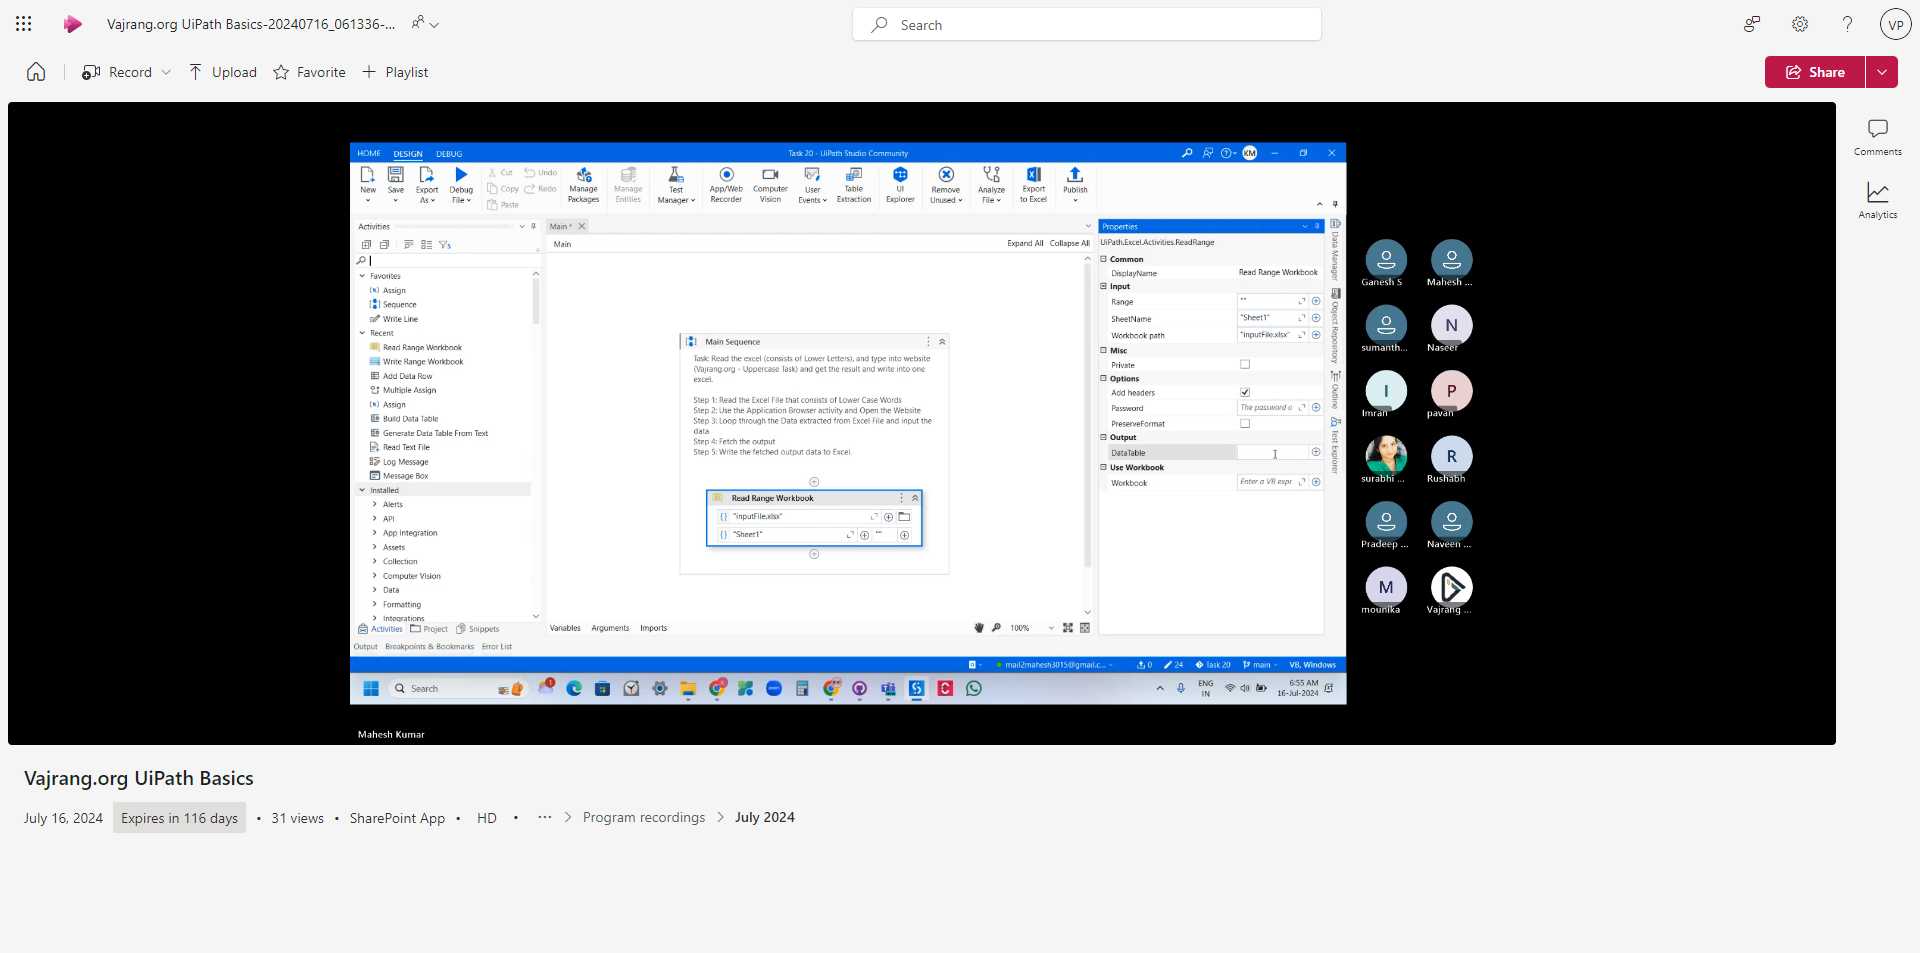 Vajrang.org UiPath Basics-20240716_061336-...
Search
VP
Record
Upload
Favorite
Playlist
Share
Comments
Analytics
HOME DESIGN DEBUG
Task 20 - UiPath Studio Community
KM
New
Save
Export As
Debug File
Cut
Copy
Paste
Undo
Redo
Manage Packages
Manage Entities
Test Manager
App/Web Recorder
Computer Vision
User Events
Table Extraction
UI Explorer
Remove Unused
Analyze File
Export to Excel
Publish
Activities
Favorites
Assign
Sequence
Write Line
Recent
Read Range Workbook
Write Range Workbook
Add Data Row
Multiple Assign
Assign
Build Data Table
Generate Data Table From Text
Read Text File
Log Message
Message Box
Installed
Alerts
API
App Integration
Assets
Collection
Computer Vision
Data
Formatting
Integrations
Activities Project Snippets
Output Breakpoints & Bookmarks Error List
Main *
Main
Expand All Collapse All
Main Sequence
Task: Read the excel (consists of Lower Letters), and type into website
(Vajrang.org - Uppercase Task) and get the result and write into one
excel.
Step 1: Read the Excel File that consists of Lower Case Words
Step 2: Use the Application Browser activity and Open the Website
Step 3: Loop through the Data extracted from Excel File and input the
data
Step 4: Fetch the output
Step 5: Write the fetched output data to Excel
Read Range Workbook
"inputFile.xlsx"
"Sheet1" ""
Variables Arguments Imports
100%
Properties
UiPath.Excel.Activities.ReadRange
Common
DisplayName Read Range Workbook
Input
Range ""
SheetName "Sheet1"
Workbook path "inputFile.xlsx"
Misc
Private
Options
Add headers
Password The password o
PreserveFormat
Output
DataTable
Use Workbook
Workbook Enter a VB expr
Data Manager
Object Repository
Outline
Test Explorer
mail2mahesh3015@gmail.c...
0
24
Task 20
main
VB, Windows
Search
1
ENG
IN
6:55 AM
16-Jul-2024
Ganesh S
Mahesh ...
sumanth...
N
Naseer
I
Imran
P
pavan
surabhi ...
R
Rushabh
Pradeep ...
Naveen ...
M
mounika
Vajrang ...
Mahesh Kumar
Vajrang.org UiPath Basics
July 16, 2024 Expires in 116 days • 31 views • SharePoint App • HD • ··· > Program recordings > July 2024